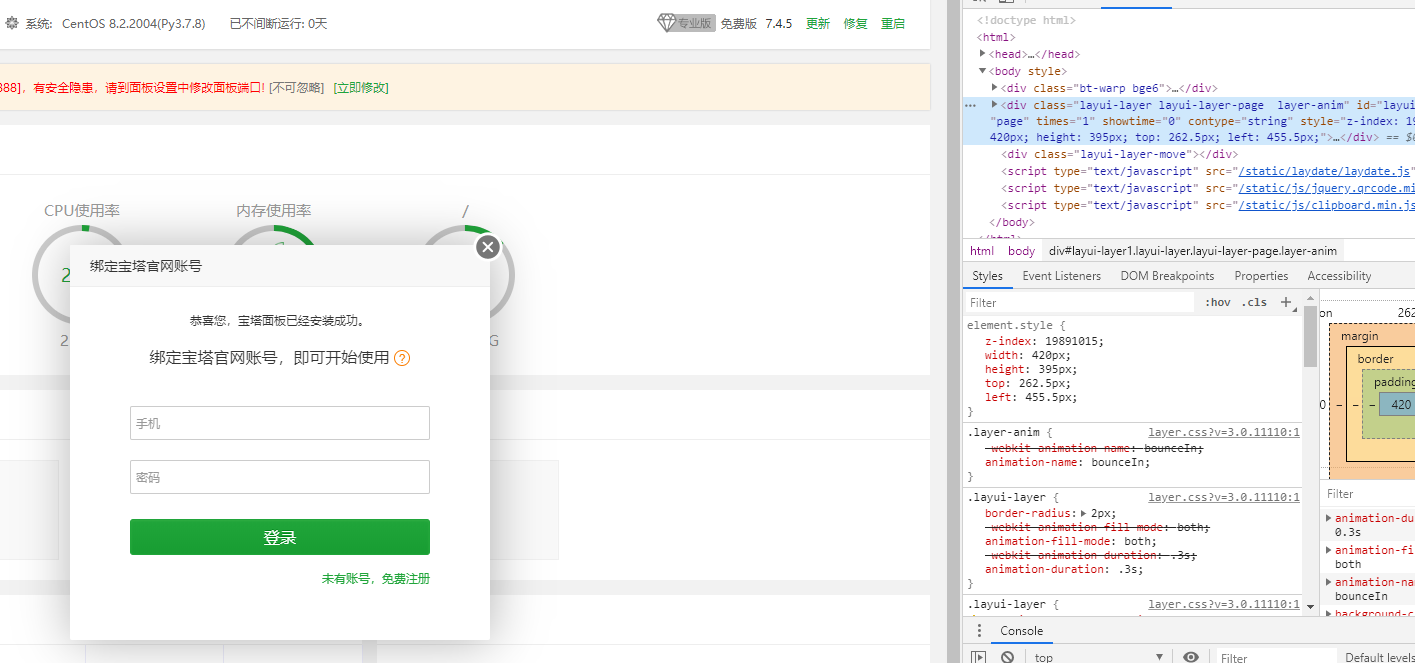 系统: CentOS 8.2.2004(Py3.7.8) 已不间断运行: 0天 专业版 免费版 7.4.5 更新 修复 重启
888]，有安全隐患，请到面板设置中修改面板端口! [不可忽略] [立即修改]
CPU使用率 内存使用率 /
绑定宝塔官网账号
恭喜您，宝塔面板已经安装成功。
绑定宝塔官网账号，即可开始使用 ?
手机
密码
登录
未有账号，免费注册
<!doctype html>
<html>
<head>…</head>
<body style>
<div class="bt-warp bge6">…</div>
<div class="layui-layer layui-layer-page  layer-anim" id="layui
"page" times="1" showtime="0" contype="string" style="z-index: 19
420px; height: 395px; top: 262.5px; left: 455.5px;">…</div> == $0
<div class="layui-layer-move"></div>
<script type="text/javascript" src="/static/laydate/laydate.js"
<script type="text/javascript" src="/static/js/jquery.qrcode.mi
<script type="text/javascript" src="/static/js/clipboard.min.js
</body>
html body div#layui-layer1.layui-layer.layui-layer-page.layer-anim
Styles Event Listeners DOM Breakpoints Properties Accessibility
Filter :hov .cls +
element.style {
z-index: 19891015;
width: 420px;
height: 395px;
top: 262.5px;
left: 455.5px;
}
.layer-anim { layer.css?v=3.0.11110:1
-webkit-animation-name: bounceIn;
animation-name: bounceIn;
}
.layui-layer { layer.css?v=3.0.11110:1
border-radius: 2px;
-webkit-animation-fill-mode: both;
animation-fill-mode: both;
-webkit-animation-duration: .3s;
animation-duration: .3s;
}
.layui-layer { layer.css?v=3.0.11110:1
on 262
margin
border
padding
420
Filter
animation-du
0.3s
animation-fi
both
animation-na
bounceIn
background-c
Console
top Filter Default levels